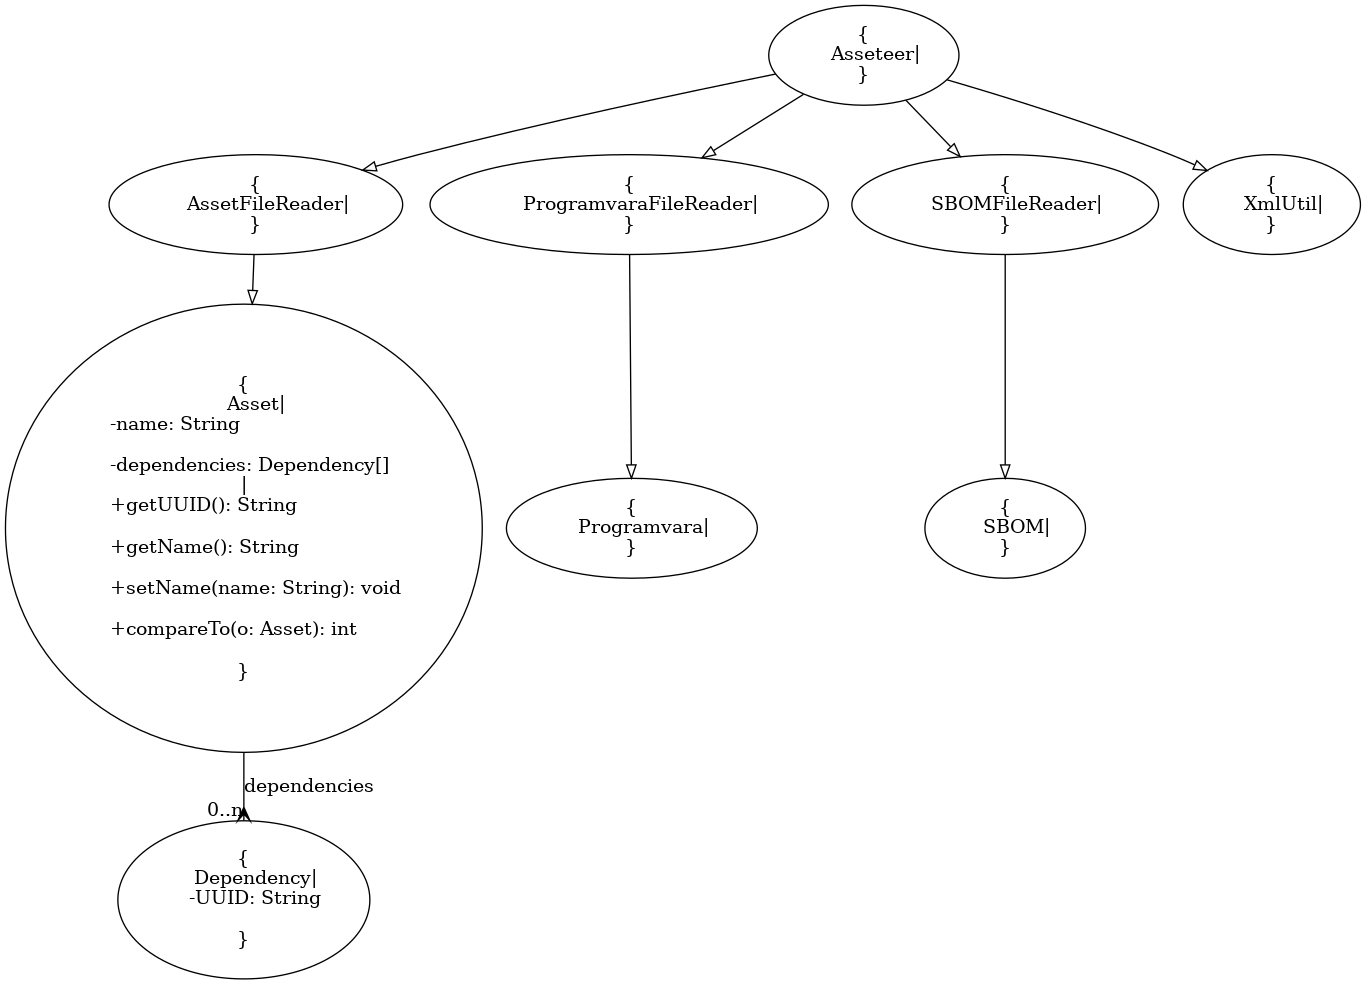 {
Asseteer|
}
{
AssetFileReader|
}
{
ProgramvaraFileReader|
}
{
SBOMFileReader|
}
{
XmlUtil|
}
{
Asset|
-name: String
-dependencies: Dependency[]
|
+getUUID(): String
+getName(): String
+setName(name: String): void
+compareTo(o: Asset): int
}
{
Programvara|
}
{
SBOM|
}
dependencies
0..n
{
Dependency|
-UUID: String
}